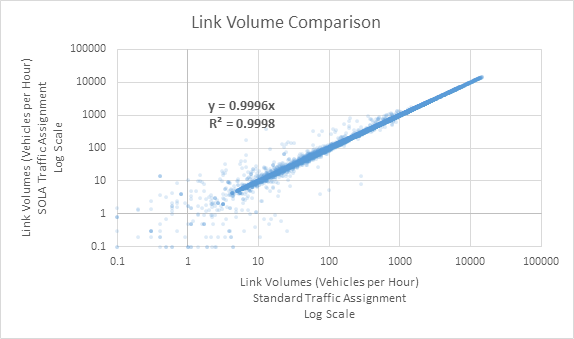 Link Volume Comparison
Link Volumes (Vehicles per Hour)
SOLA Traffic Assignment
Log Scale
100000
10000
1000
100
10
1
0.1
y = 0.9996x
R² = 0.9998
0.1 1 10 100 1000 10000 100000
Link Volumes (Vehicles per Hour)
Standard Traffic Assignment
Log Scale